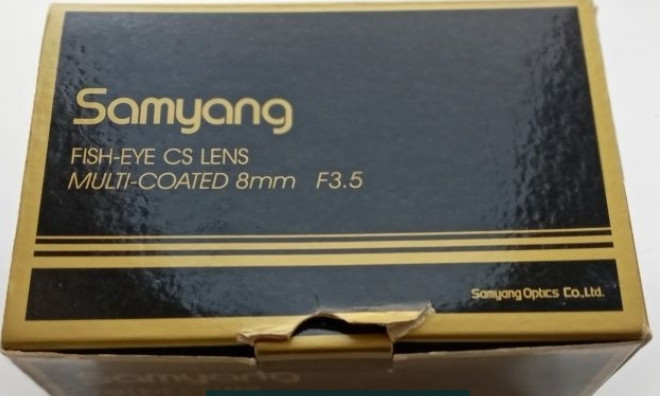 Samyang
FISH-EYE CS LENS
MULTI-COATED 8mm F3.5
Samyang Optics Co., Ltd.
Samyang